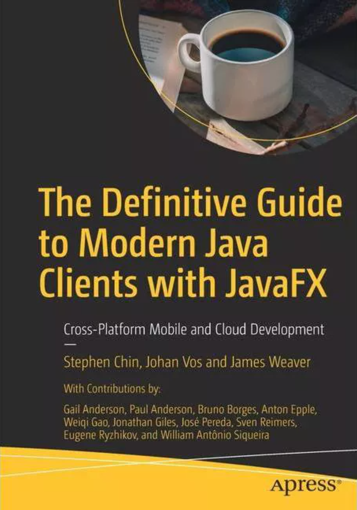 The Definitive Guide
to Modern Java
Clients with JavaFX
Cross-Platform Mobile and Cloud Development
Stephen Chin, Johan Vos and James Weaver
With Contributions by:
Gail Anderson, Paul Anderson, Bruno Borges, Anton Epple,
Weiqi Gao, Jonathan Giles, José Pereda, Sven Reimers,
Eugene Ryzhikov, and William Antônio Siqueira
Apress®